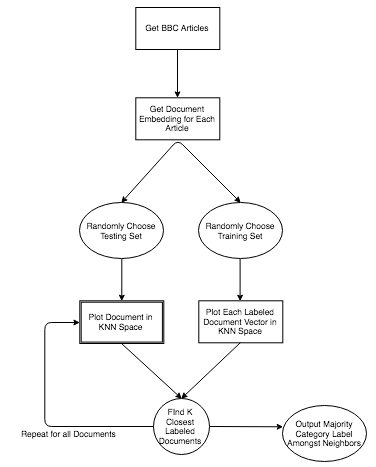 Get BBC Articles
Get Document
Embedding for Each
Article
Randomly Choose
Testing Set
Randomly Choose
Training Set
Plot Document in
KNN Space
Plot Each Labeled
Document Vector in
KNN Space
FInd K
Closest
Labeled
Documents
Repeat for all Documents
Output Majority
Category Label
Amongst Neighbors